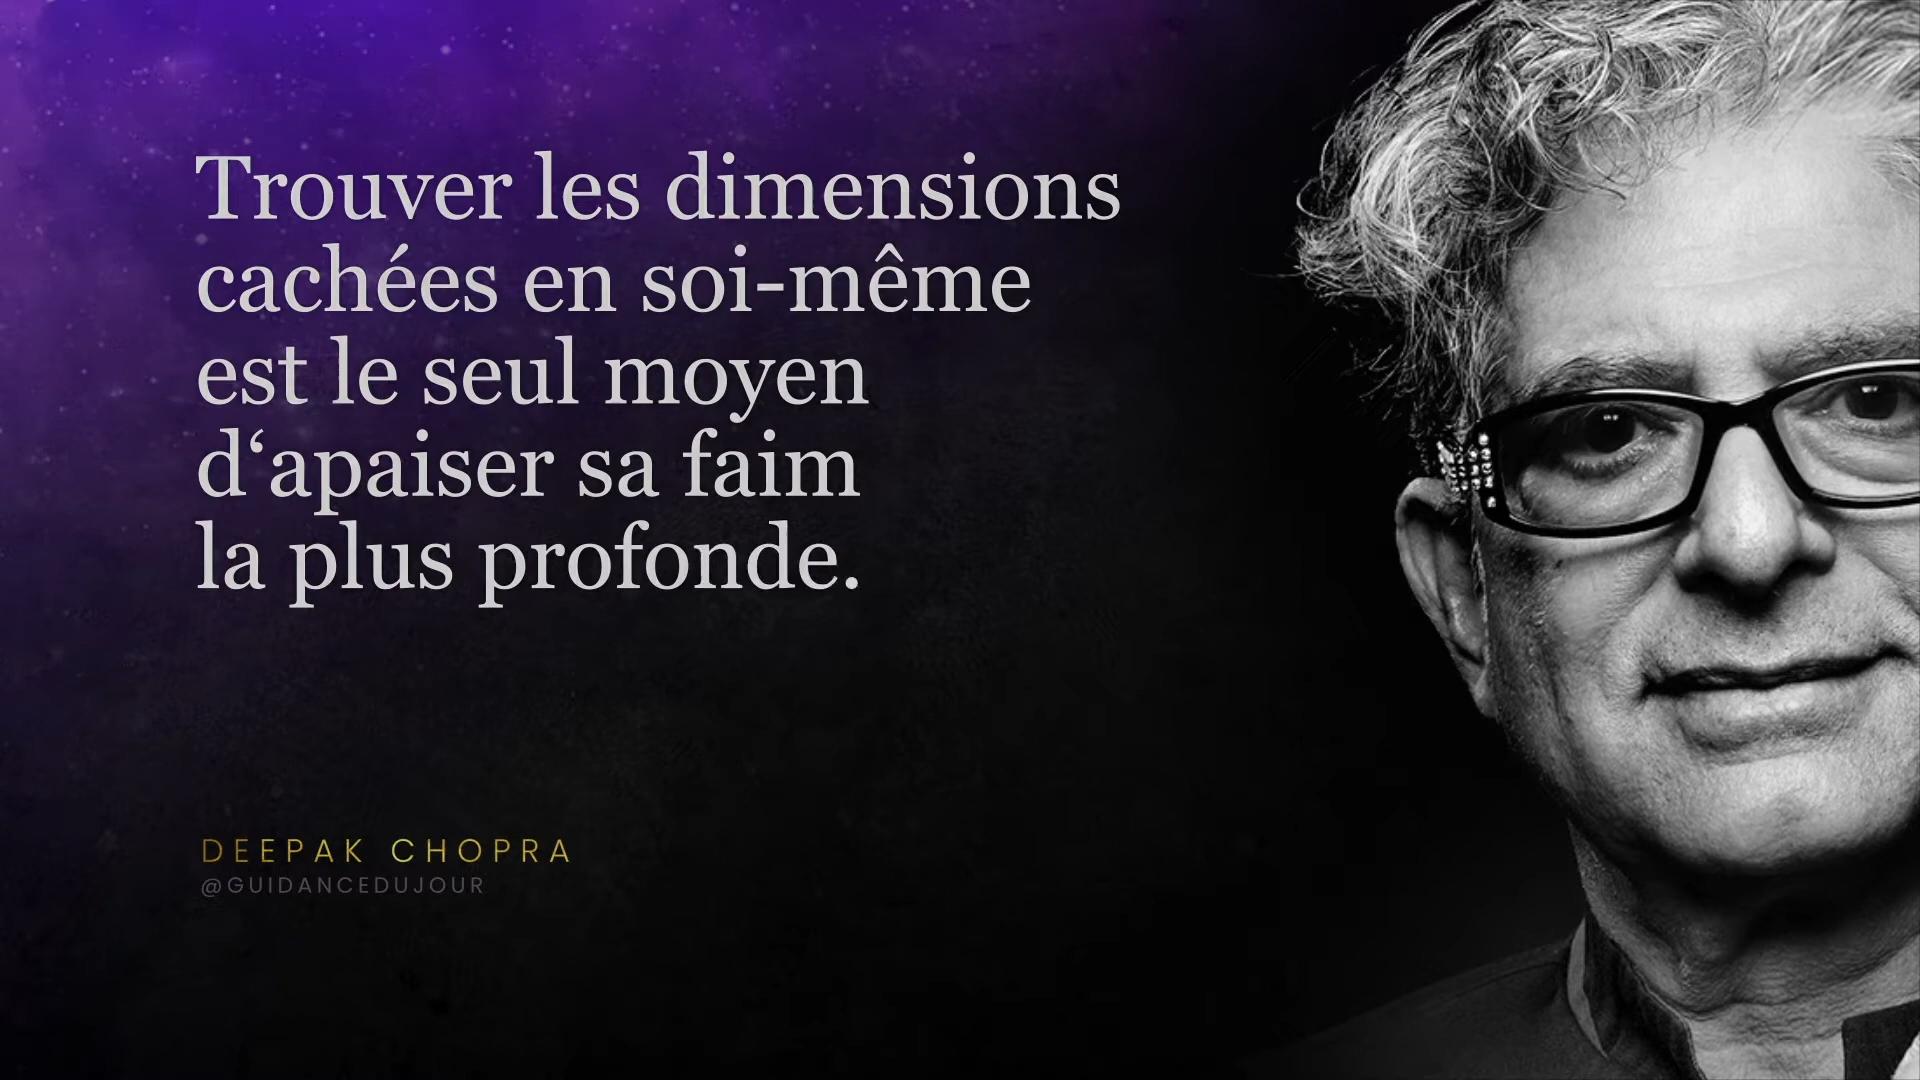 Trouver les dimensions
cachées en soi-même
est le seul moyen
d‘apaiser sa faim
la plus profonde.
DEEPAK CHOPRA
@GUIDANCEDUJOUR